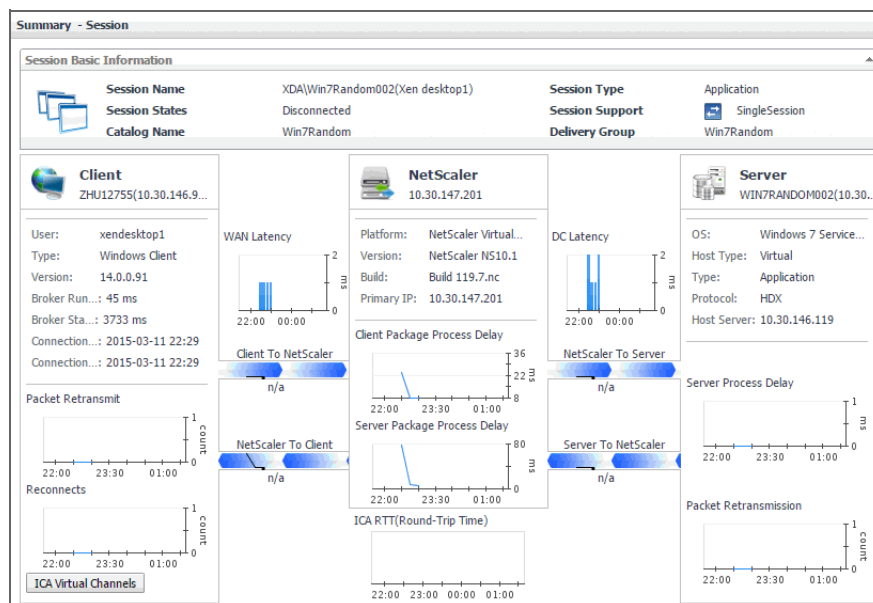 Summary - Session
Session Basic Information
Session Name XDA\Win7Random002(Xen desktop1) Session Type Application
Session States Disconnected Session Support SingleSession
Catalog Name Win7Random Delivery Group Win7Random
Client
ZHU12755(10.30.146.9...
User: xendesktop1
Type: Windows Client
Version: 14.0.0.91
Broker Run...: 45 ms
Broker Sta...: 3733 ms
Connection...: 2015-03-11 22:29
Connection...: 2015-03-11 22:29
Packet Retransmit
1
0
count
22:00 23:30 01:00
Reconnects
1
0
count
22:00 23:30 01:00
ICA Virtual Channels
WAN Latency
2
0
ms
22:00 00:00
Client To NetScaler
n/a
NetScaler To Client
n/a
NetScaler
10.30.147.201
Platform: NetScaler Virtual...
Version: NetScaler NS10.1
Build: Build 119.7.nc
Primary IP: 10.30.147.201
Client Package Process Delay
36
22
8
ms
22:00 23:30 01:00
Server Package Process Delay
80
0
ms
22:00 23:30 01:00
ICA RTT(Round-Trip Time)
22:00 23:00 00:00 01:00
DC Latency
2
0
ms
22:00 00:00
NetScaler To Server
n/a
Server To NetScaler
n/a
Server
WIN7RANDOM002(10.30...
OS: Windows 7 Service...
Host Type: Virtual
Type: Application
Protocol: HDX
Host Server: 10.30.146.119
Server Process Delay
1
0
ms
22:00 23:30 01:00
Packet Retransmission
1
0
count
22:00 23:30 01:00